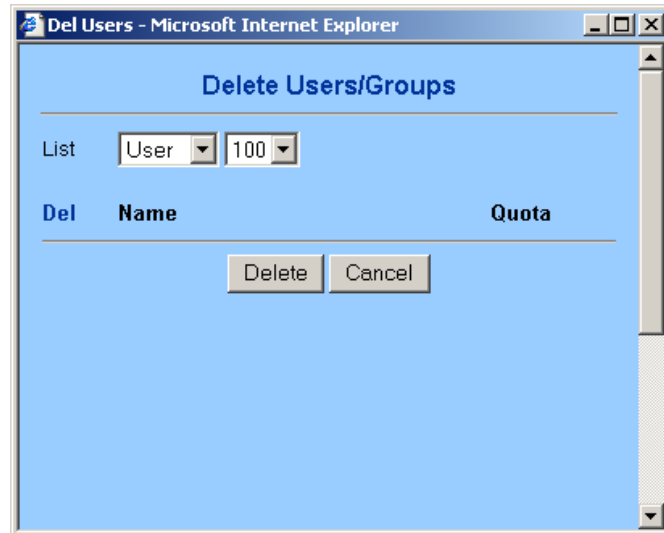 Del Users - Microsoft Internet Explorer
Delete Users/Groups
List User 100
Del Name Quota
Delete Cancel